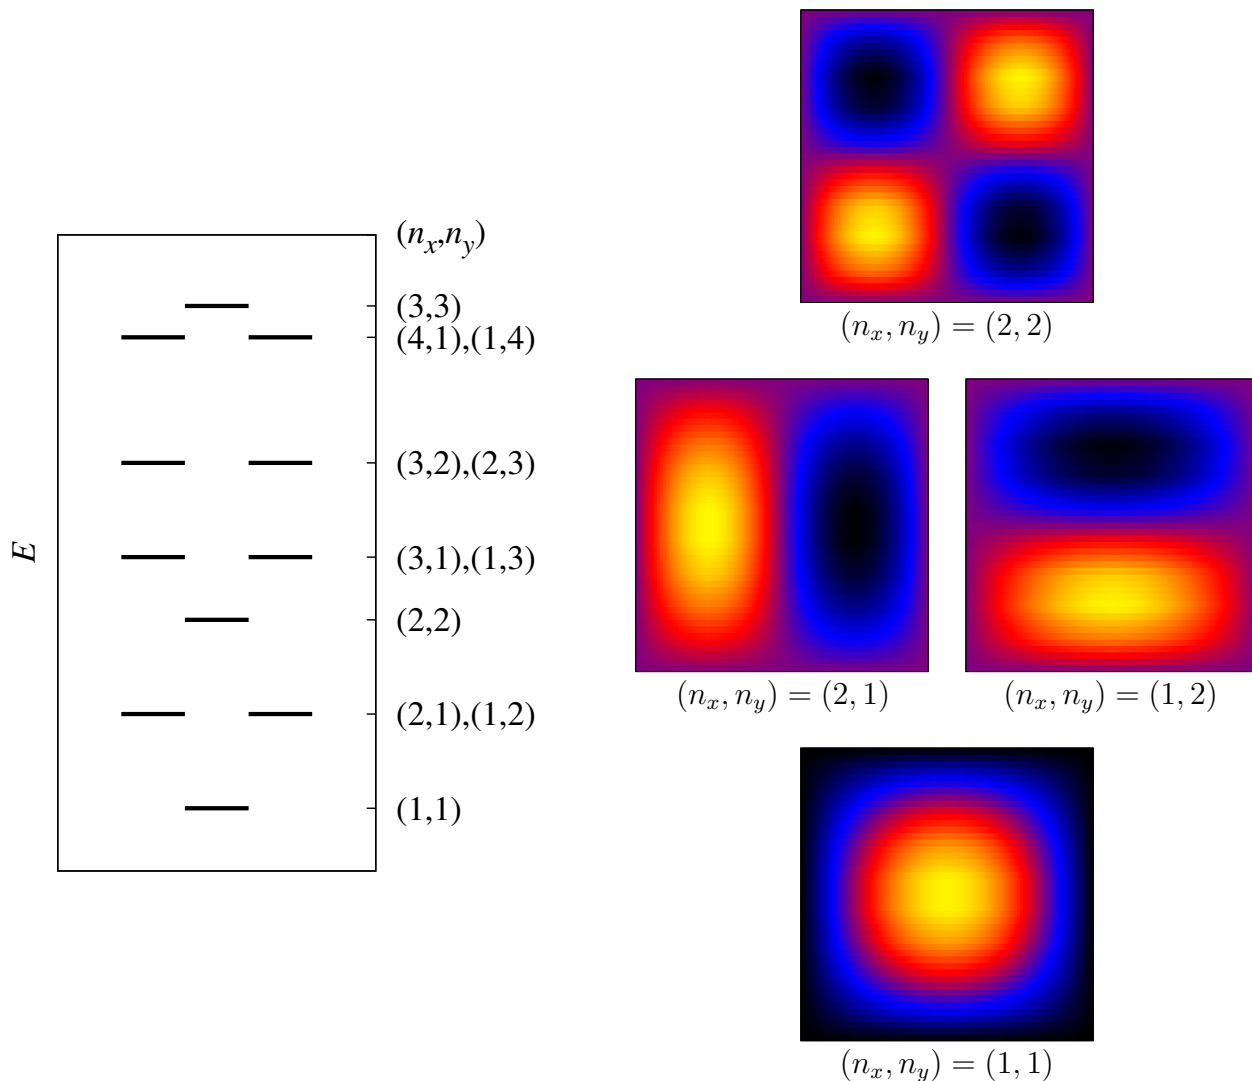 E
(n_x,n_y)
(3,3)
(4,1),(1,4)
(3,2),(2,3)
(3,1),(1,3)
(2,2)
(2,1),(1,2)
(1,1)
(n_x, n_y) = (2, 2)
(n_x, n_y) = (2, 1)
(n_x, n_y) = (1, 2)
(n_x, n_y) = (1, 1)